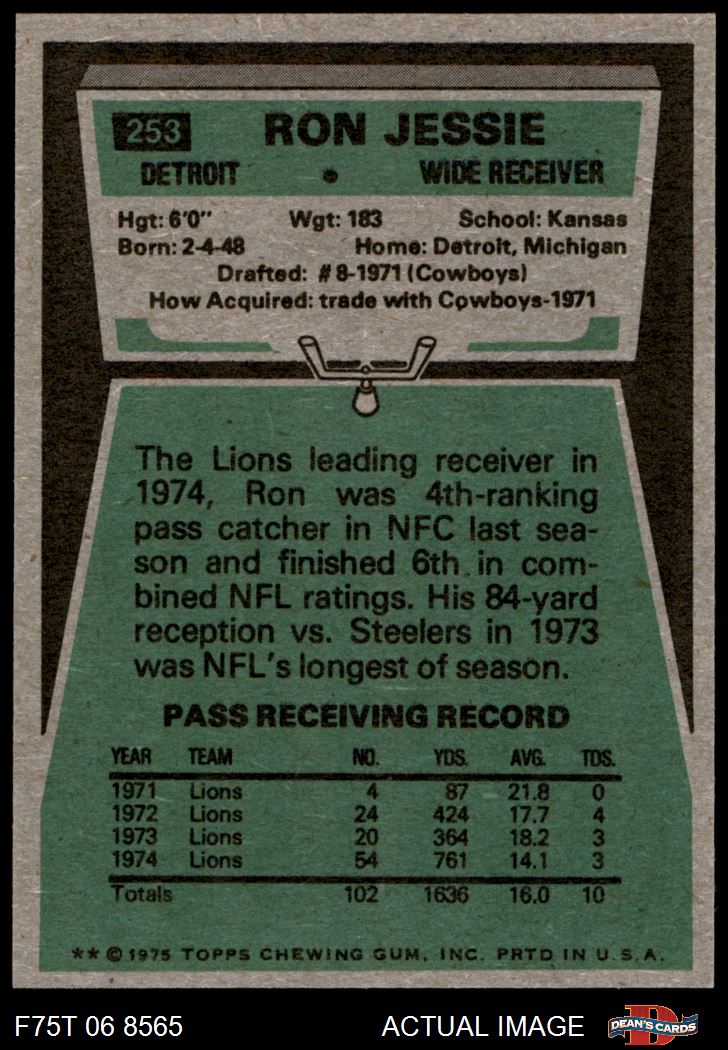 253 RON JESSIE
DETROIT • WIDE RECEIVER
Hgt: 6'0" Wgt: 183 School: Kansas
Born: 2-4-48 Home: Detroit, Michigan
Drafted: #8-1971 (Cowboys)
How Acquired: trade with Cowboys-1971
The Lions leading receiver in
1974, Ron was 4th-ranking
pass catcher in NFC last sea-
son and finished 6th in com-
bined NFL ratings. His 84-yard
reception vs. Steelers in 1973
was NFL's longest of season.
PASS RECEIVING RECORD
YEAR TEAM NO. YDS. AVG. TDS.
1971 Lions 4 87 21.8 0
1972 Lions 24 424 17.7 4
1973 Lions 20 364 18.2 3
1974 Lions 54 761 14.1 3
Totals 102 1636 16.0 10
** © 1975 TOPPS CHEWING GUM, INC. PRTD IN U.S.A.
F75T 06 8565 ACTUAL IMAGE D DEAN'S CARDS